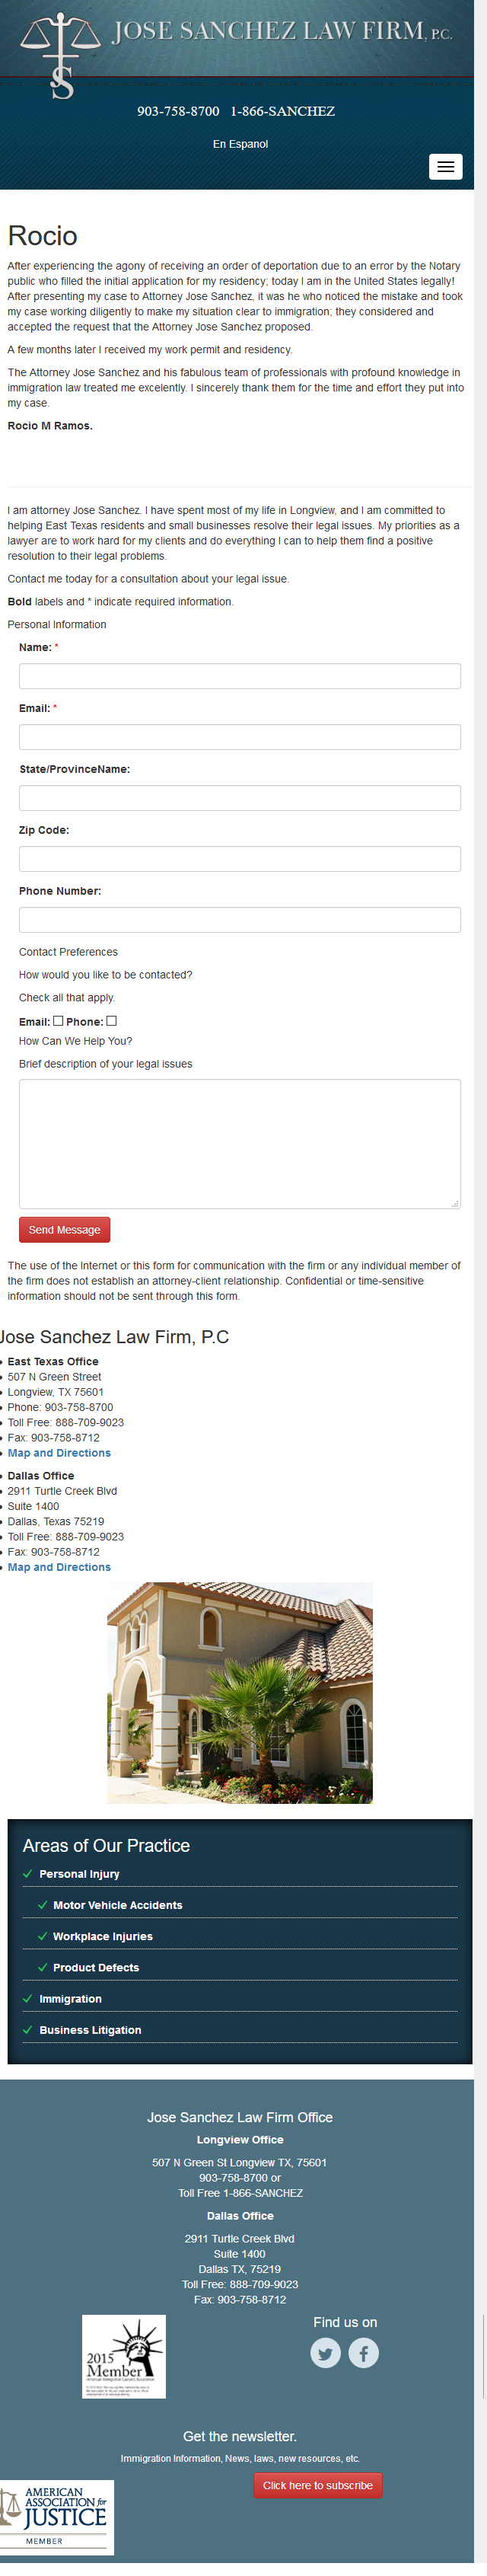 JOSE SANCHEZ LAW FIRM, P.C.
JS
903-758-8700 1-866-SANCHEZ
En Espanol
Rocio
After experiencing the agony of receiving an order of deportation due to an error by the Notary
public who filled the initial application for my residency; today I am in the United States legally!
After presenting my case to Attorney Jose Sanchez, it was he who noticed the mistake and took
my case working diligently to make my situation clear to immigration; they considered and
accepted the request that the Attorney Jose Sanchez proposed.
A few months later I received my work permit and residency.
The Attorney Jose Sanchez and his fabulous team of professionals with profound knowledge in
immigration law treated me excelently. I sincerely thank them for the time and effort they put into
my case.
Rocio M Ramos.
I am attorney Jose Sanchez. I have spent most of my life in Longview, and I am committed to
helping East Texas residents and small businesses resolve their legal issues. My priorities as a
lawyer are to work hard for my clients and do everything I can to help them find a positive
resolution to their legal problems.
Contact me today for a consultation about your legal issue.
Bold labels and * indicate required information.
Personal Information
Name: *
Email: *
State/ProvinceName:
Zip Code:
Phone Number:
Contact Preferences
How would you like to be contacted?
Check all that apply.
Email: Phone:
How Can We Help You?
Brief description of your legal issues
Send Message
The use of the Internet or this form for communication with the firm or any individual member of
the firm does not establish an attorney-client relationship. Confidential or time-sensitive
information should not be sent through this form.
Jose Sanchez Law Firm, P.C
East Texas Office
507 N Green Street
Longview, TX 75601
Phone: 903-758-8700
Toll Free: 888-709-9023
Fax: 903-758-8712
Map and Directions
Dallas Office
2911 Turtle Creek Blvd
Suite 1400
Dallas, Texas 75219
Toll Free: 888-709-9023
Fax: 903-758-8712
Map and Directions
Areas of Our Practice
Personal Injury
Motor Vehicle Accidents
Workplace Injuries
Product Defects
Immigration
Business Litigation
Jose Sanchez Law Firm Office
Longview Office
507 N Green St Longview TX, 75601
903-758-8700 or
Toll Free 1-866-SANCHEZ
Dallas Office
2911 Turtle Creek Blvd
Suite 1400
Dallas TX, 75219
Toll Free: 888-709-9023
Fax: 903-758-8712
2015
Member
Find us on
Get the newsletter.
Immigration Information, News, laws, new resources, etc.
Click here to subscribe
AMERICAN
ASSOCIATION for
JUSTICE
MEMBER